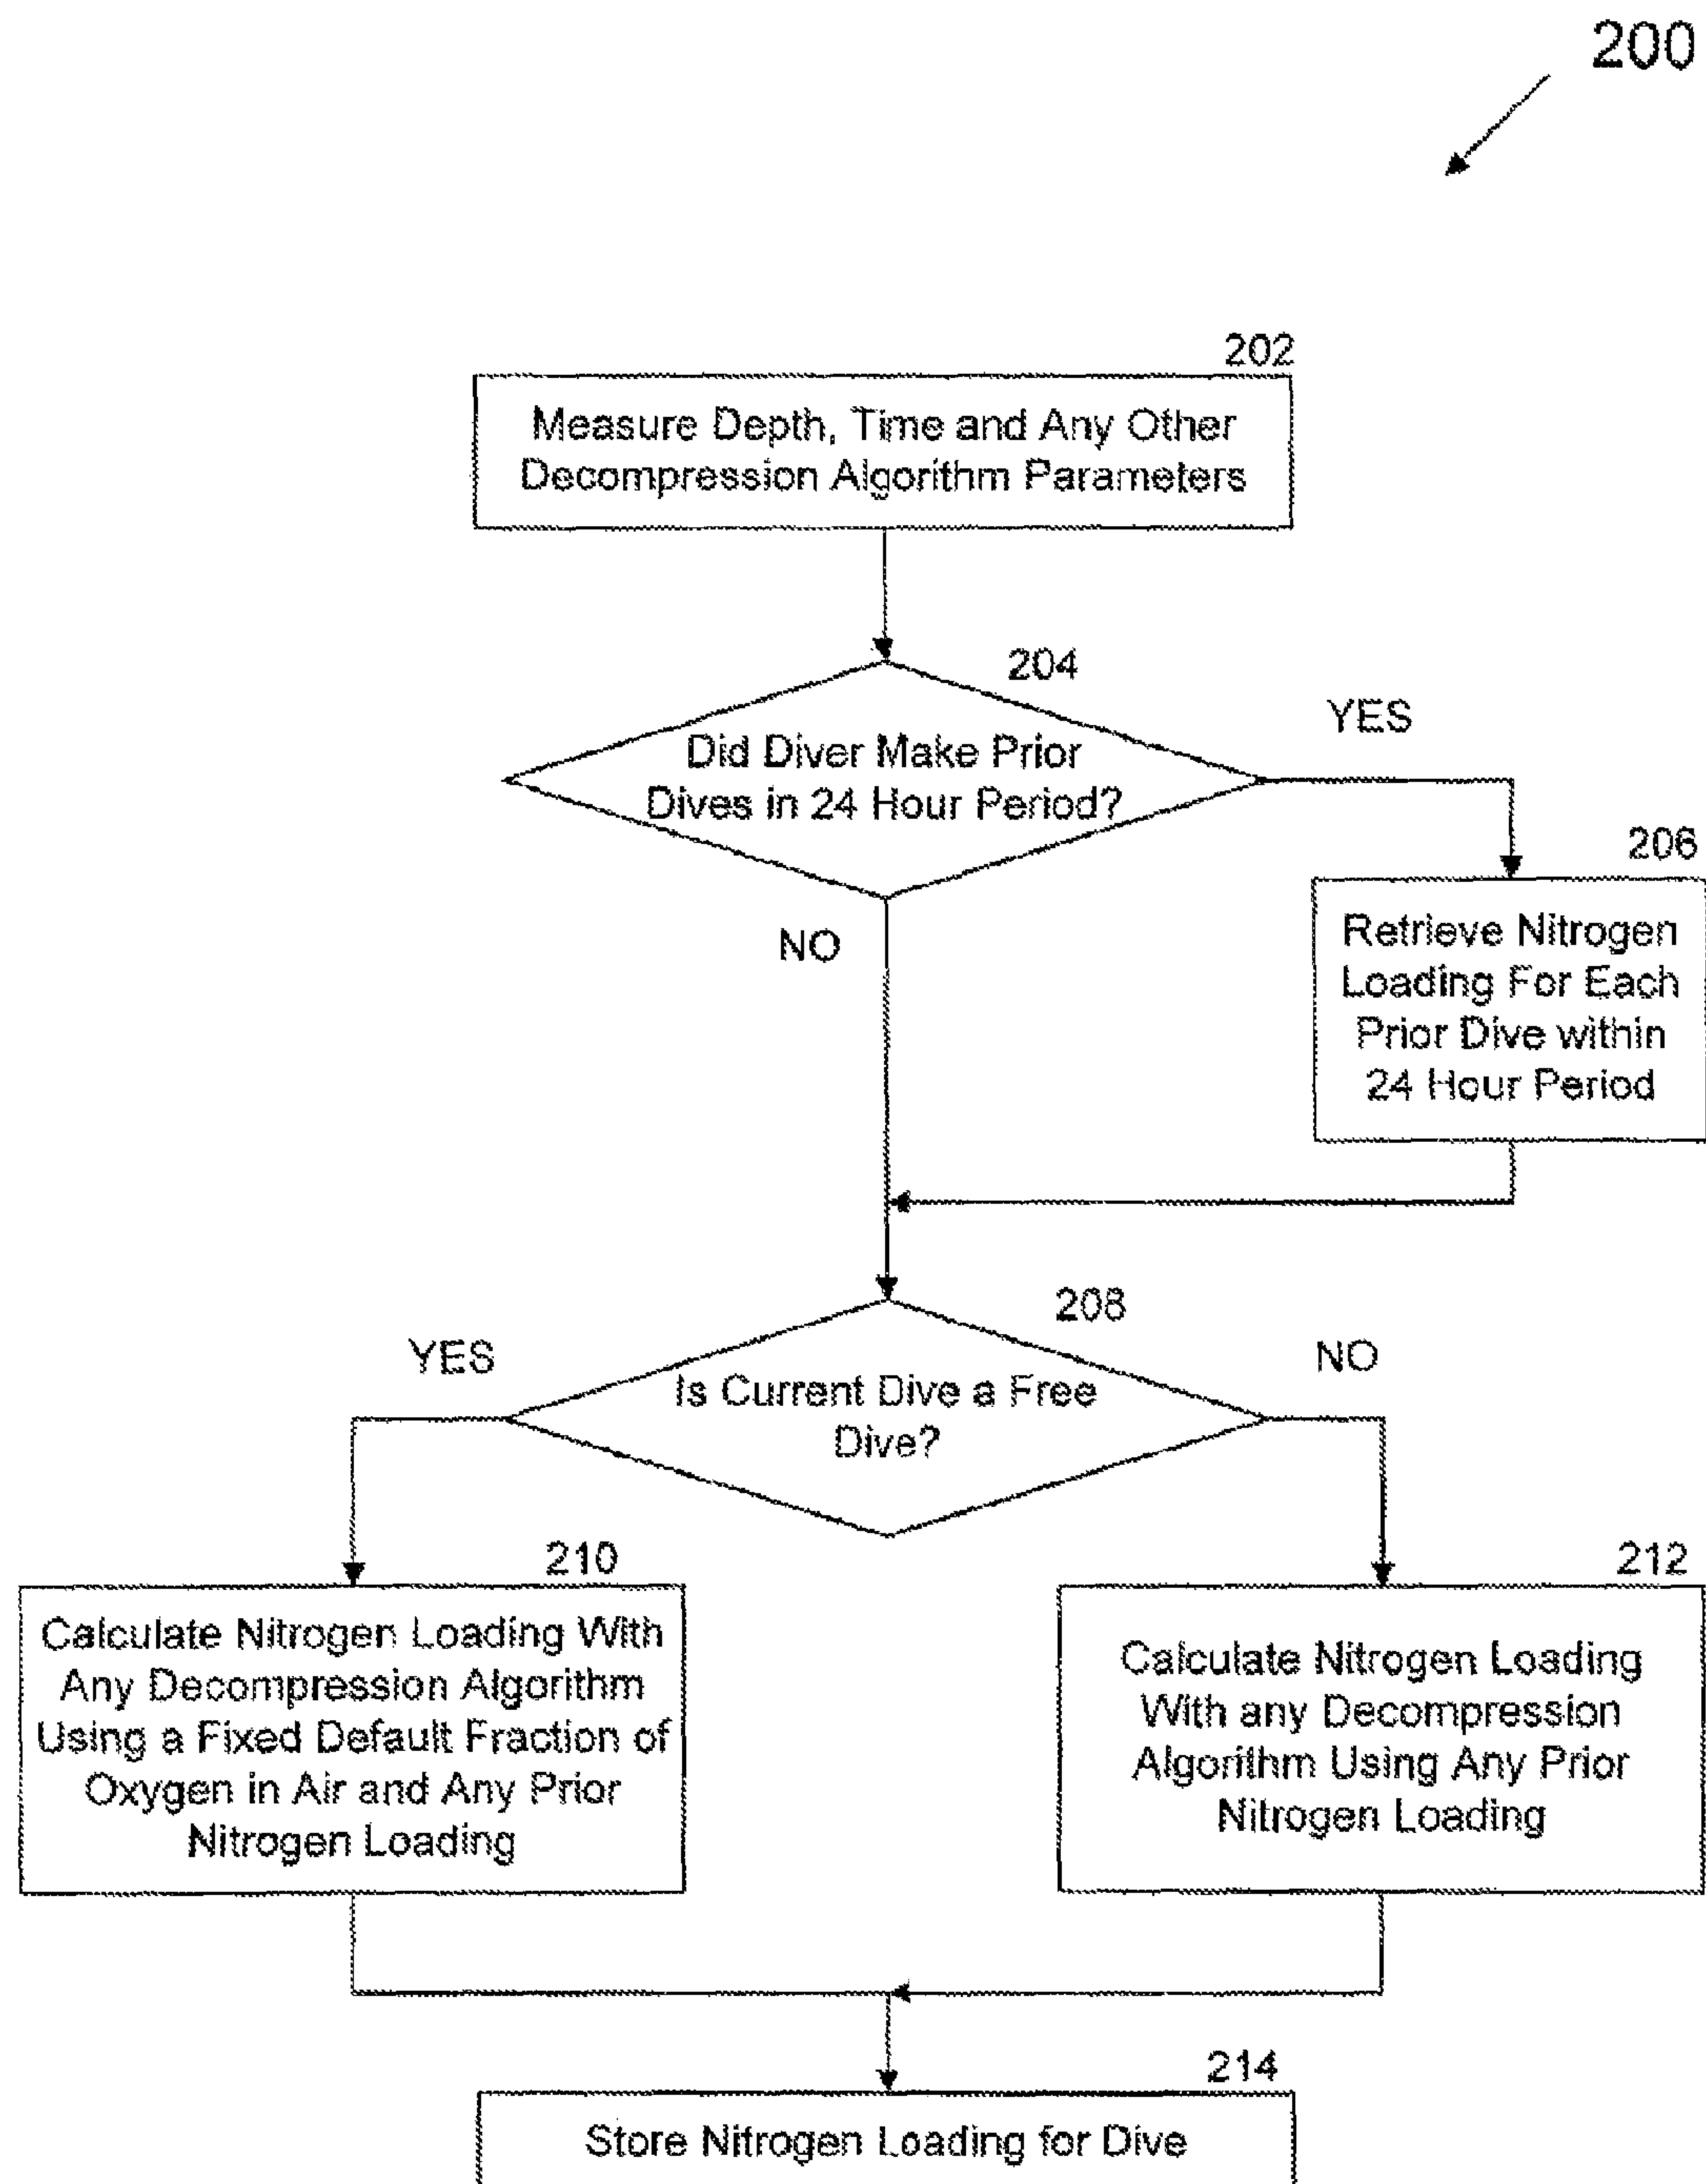 200
202
Measure Depth, Time and Any Other
Decompression Algorithm Parameters
204
Did Diver Make Prior
Dives in 24 Hour Period?
YES
NO
206
Retrieve Nitrogen
Loading For Each
Prior Dive within
24 Hour Period
208
Is Current Dive a Free
Dive?
YES
NO
210
Calculate Nitrogen Loading With
Any Decompression Algorithm
Using a Fixed Default Fraction of
Oxygen in Air and Any Prior
Nitrogen Loading
212
Calculate Nitrogen Loading
With any Decompression
Algorithm Using Any Prior
Nitrogen Loading
214
Store Nitrogen Loading for Dive